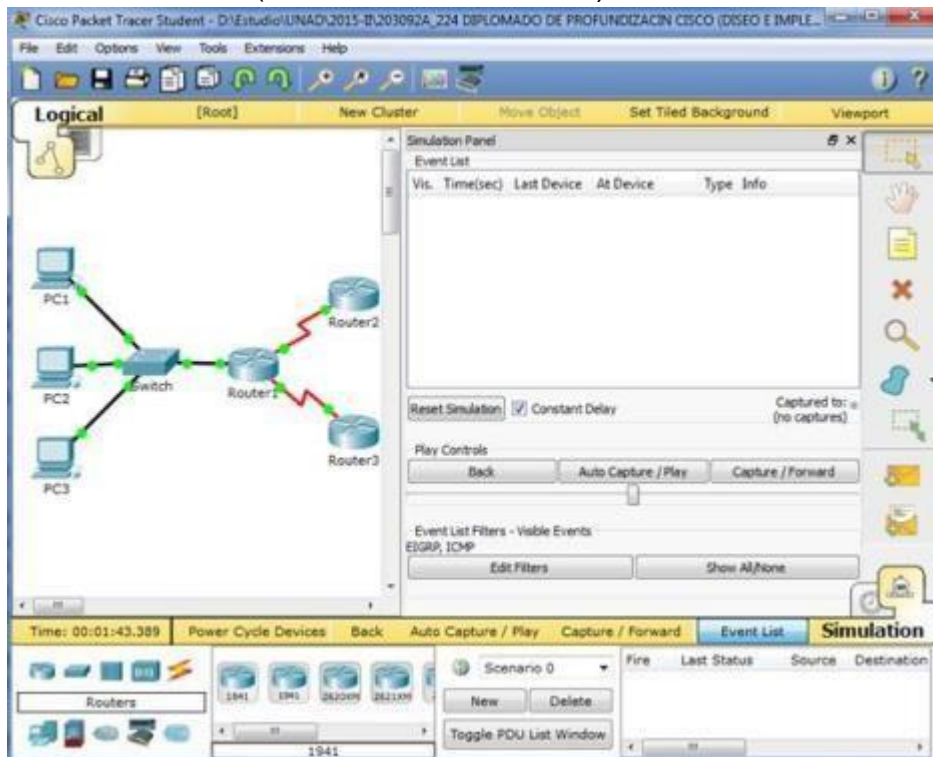 Cisco Packet Tracer Student - D:\Estudio\UNAD\2015-II\203092A_224 DIPLOMADO DE PROFUNDIZACIN CISCO (DISEO E IMPLE...
File Edit Options View Tools Extensions Help
Logical [Root] New Cluster Move Object Set Tiled Background Viewport
Simulation Panel
Event List
Vis. Time(sec) Last Device At Device Type Info
PC1
Router2
PC2
Switch
Router1
Router3
PC3
Reset Simulation Constant Delay Captured to:
(no captures)
Play Controls
Back Auto Capture / Play Capture / Forward
Event List Filters - Visible Events
EIGRP, ICMP
Edit Filters Show All/None
Time: 00:01:43.389 Power Cycle Devices Back Auto Capture / Play Capture / Forward Event List Simulation
Routers
1841 1941 2620XM 2621XM
1941
Scenario 0
New Delete
Toggle PDU List Window
Fire Last Status Source Destination